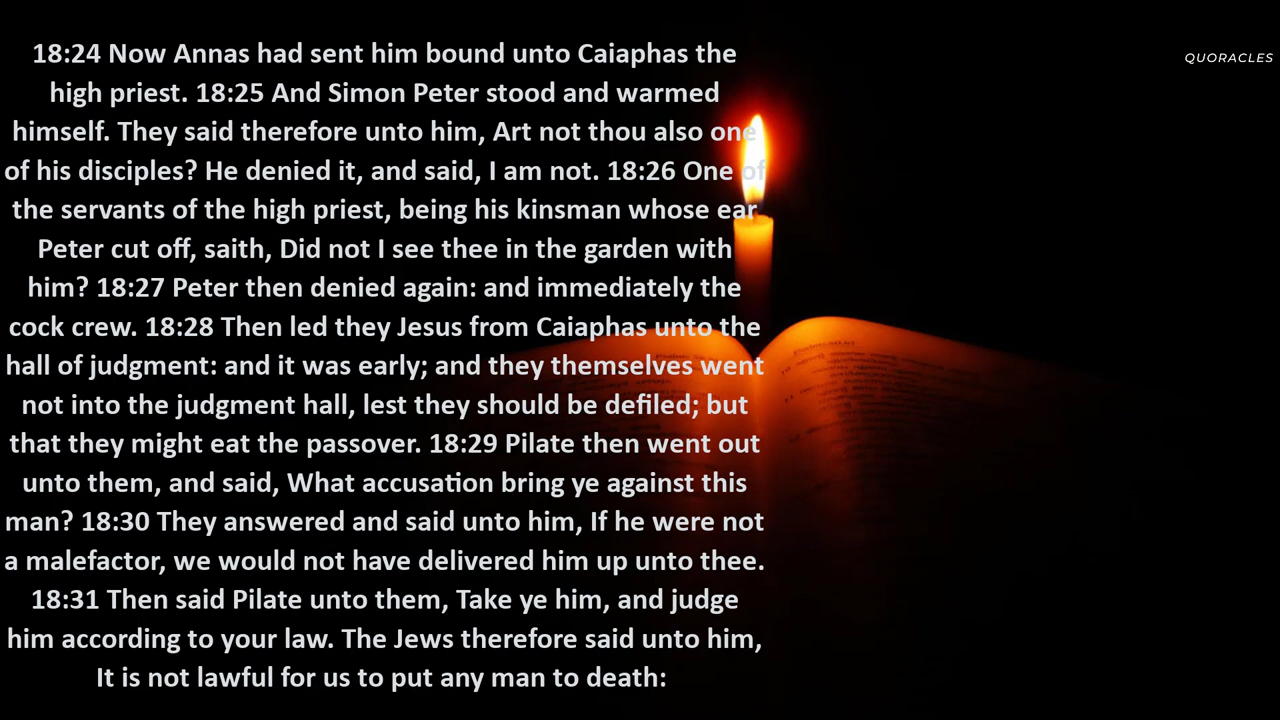 18:24 Now Annas had sent him bound unto Caiaphas the
high priest. 18:25 And Simon Peter stood and warmed
himself. They said therefore unto him, Art not thou also one
of his disciples? He denied it, and said, I am not. 18:26 One of
the servants of the high priest, being his kinsman whose ear
Peter cut off, saith, Did not I see thee in the garden with
him? 18:27 Peter then denied again: and immediately the
cock crew. 18:28 Then led they Jesus from Caiaphas unto the
hall of judgment: and it was early; and they themselves went
not into the judgment hall, lest they should be defiled; but
that they might eat the passover. 18:29 Pilate then went out
unto them, and said, What accusation bring ye against this
man? 18:30 They answered and said unto him, If he were not
a malefactor, we would not have delivered him up unto thee.
18:31 Then said Pilate unto them, Take ye him, and judge
him according to your law. The Jews therefore said unto him,
It is not lawful for us to put any man to death:
QUORACLES